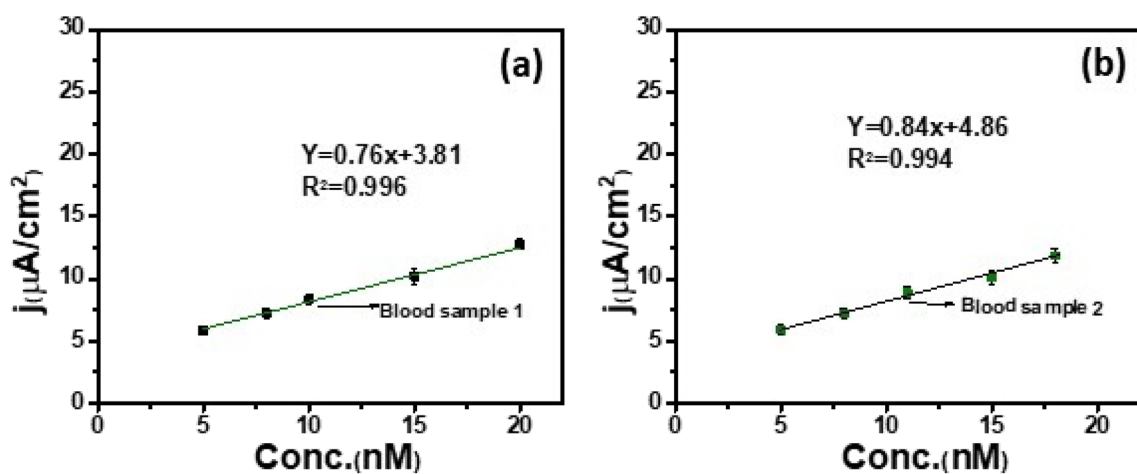 (a)
30
25
20
15
10
5
0
j(μA/cm²)
Y=0.76x+3.81
R²=0.996
Blood sample 1
0 5 10 15 20
Conc.(nM)
(b)
30
25
20
15
10
5
0
j(μA/cm²)
Y=0.84x+4.86
R²=0.994
Blood sample 2
0 5 10 15 20
Conc.(nM)